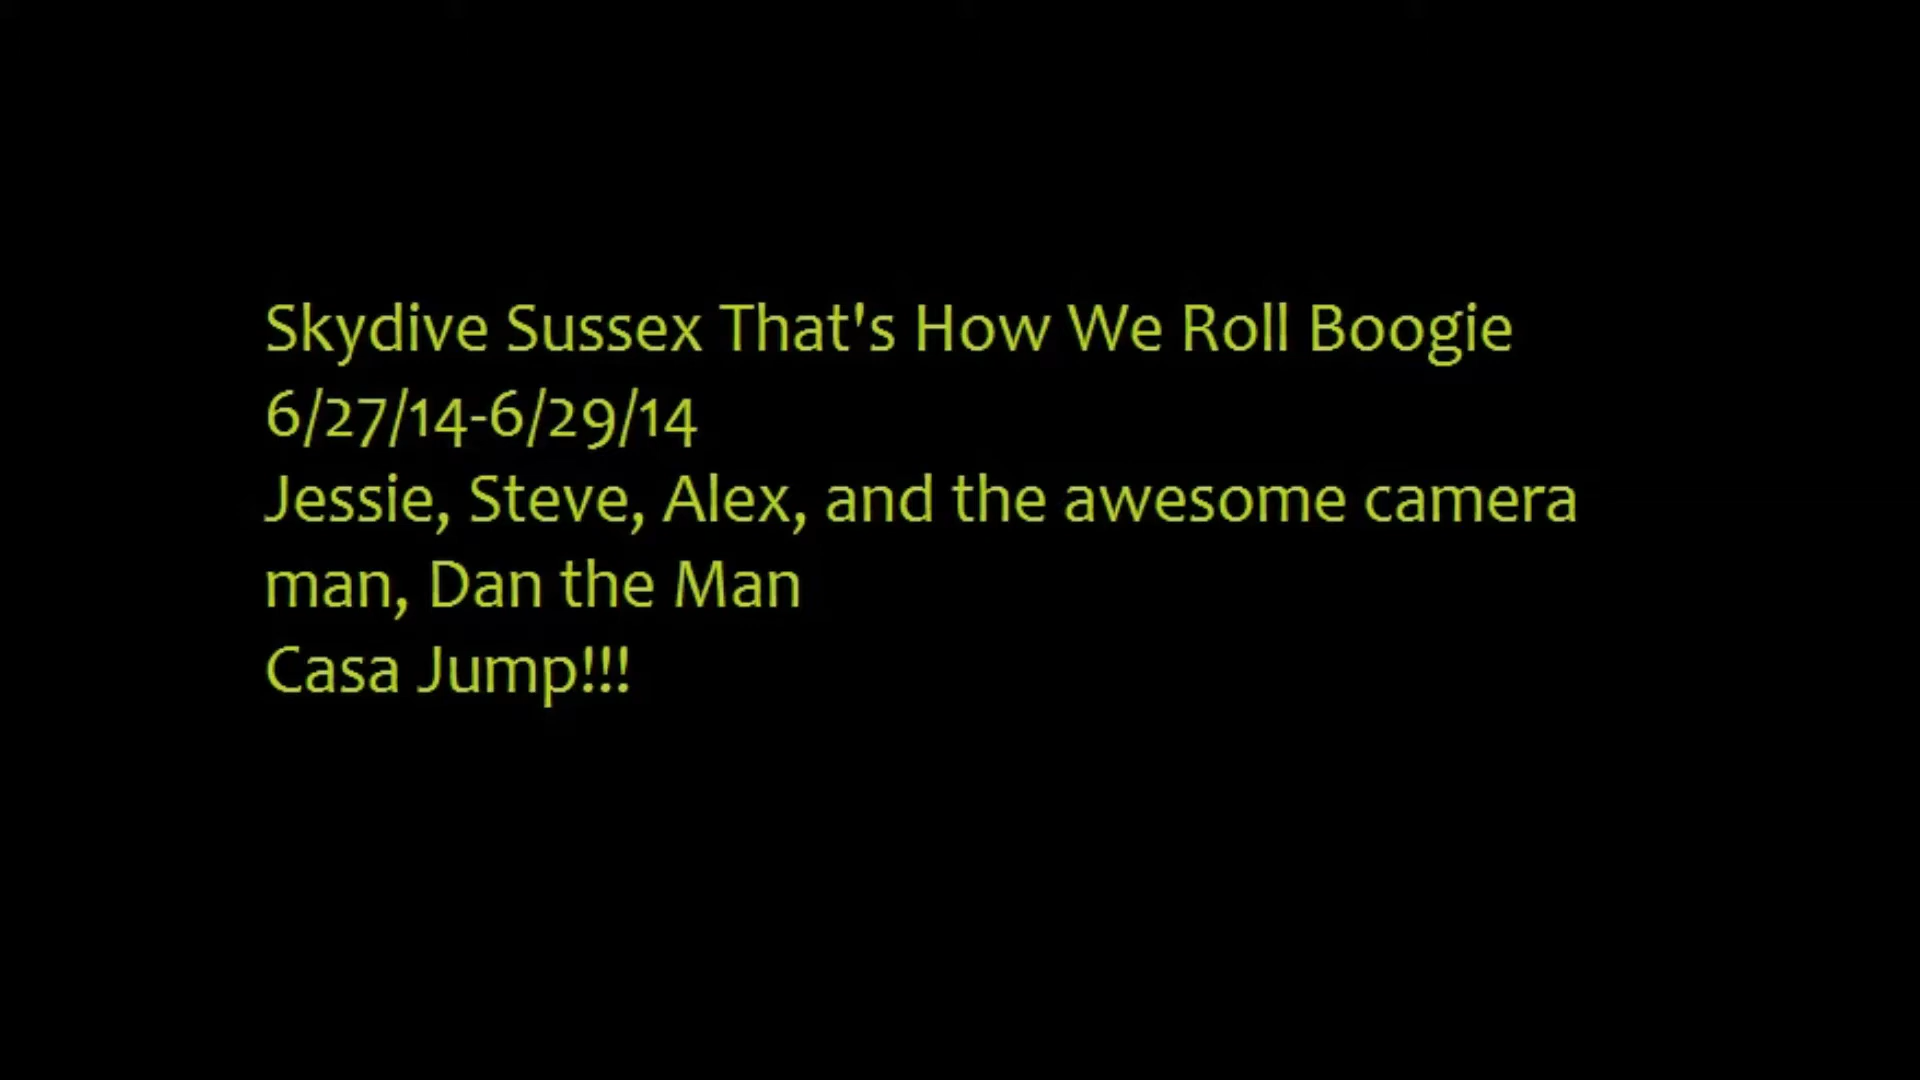 Skydive Sussex That's How We Roll Boogie
6/27/14-6/29/14
Jessie, Steve, Alex, and the awesome camera
man, Dan the Man
Casa Jump!!!